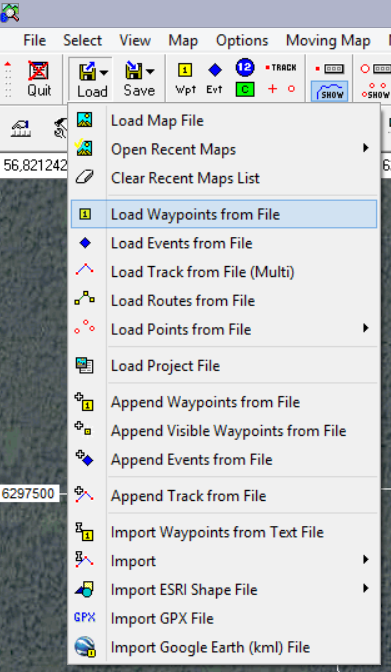 File Select View Map Options Moving Map
12 TRACK
1
Quit Load Save Wpt Evt C SHOW SHOW
Load Map File
Open Recent Maps
56,821242
Clear Recent Maps List
1 Load Waypoints from File
Load Events from File
Load Track from File (Multi)
Load Routes from File
Load Points from File
Load Project File
1 Append Waypoints from File
Append Visible Waypoints from File
Append Events from File
6297500
Append Track from File
1 Import Waypoints from Text File
Import
Import ESRI Shape File
GPX Import GPX File
Import Google Earth (kml) File